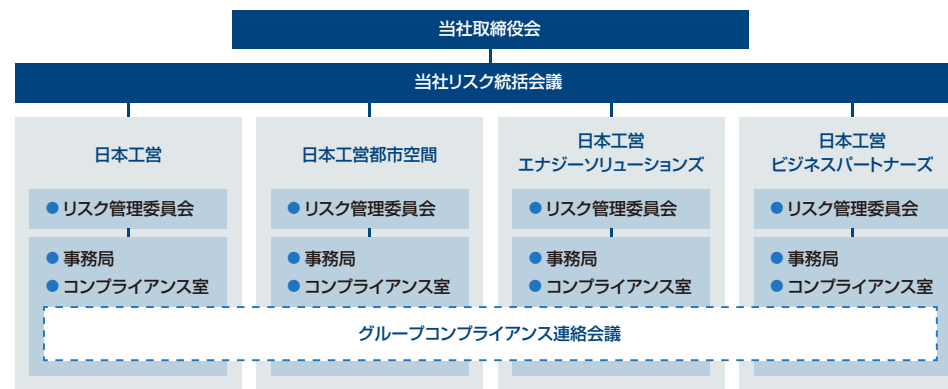 当社取締役会
当社リスク統括会議
日本工営
● リスク管理委員会
● 事務局
● コンプライアンス室
日本工営都市空間
● リスク管理委員会
● 事務局
● コンプライアンス室
日本工営
エナジーソリューションズ
● リスク管理委員会
● 事務局
● コンプライアンス室
日本工営
ビジネスパートナーズ
● リスク管理委員会
● 事務局
● コンプライアンス室
グループコンプライアンス連絡会議